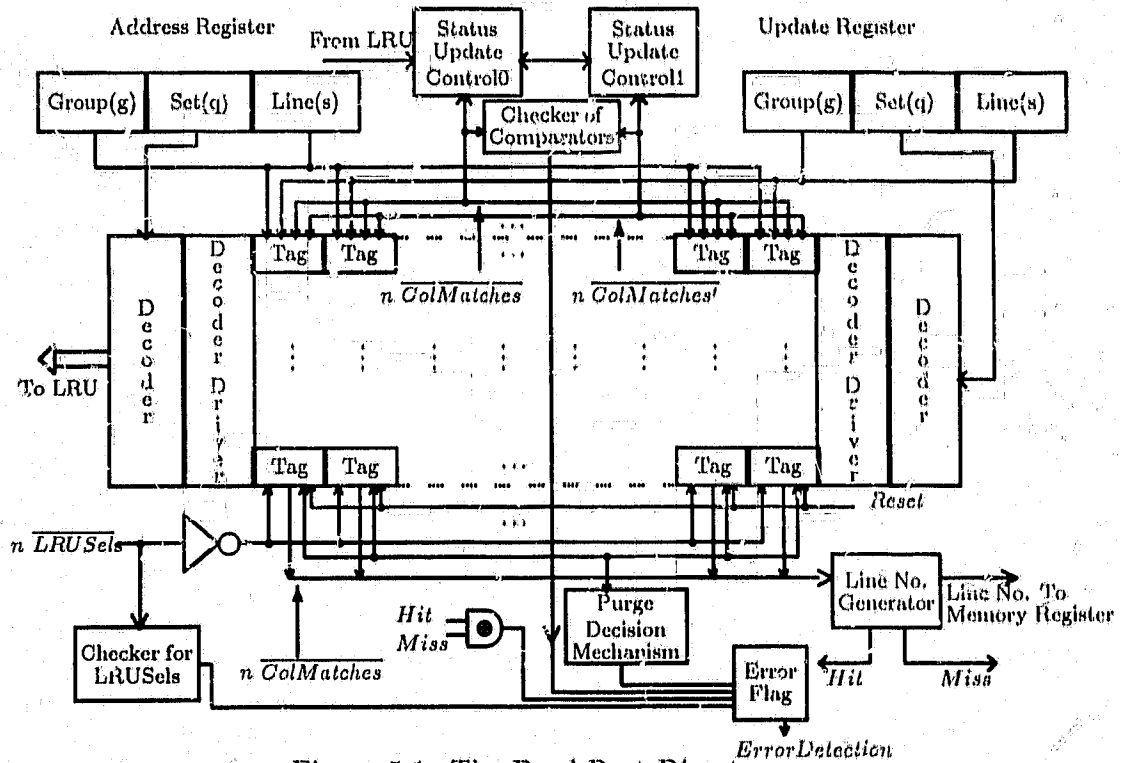 Address Register
From LRU
Status
Update
Control0
Status
Update
Control1
Update Register
Group(g) Set(q) Line(s)
Checker of
Comparators
Group(g) Set(q) Line(s)
Decoder
Decoder Driver
Tag Tag
Tag Tag
Decoder Driver
Decoder
n ColMatches
n ColMatches'
To LRU
Tag Tag
Tag Tag
Reset
n LRUSels
Line No.
Generator
Line No. To
Memory Register
Hit
Miss
Purge
Decision
Mechanism
Checker for
LRUSels
n ColMatches
Error
Flag
Hit
Miss
ErrorDetection